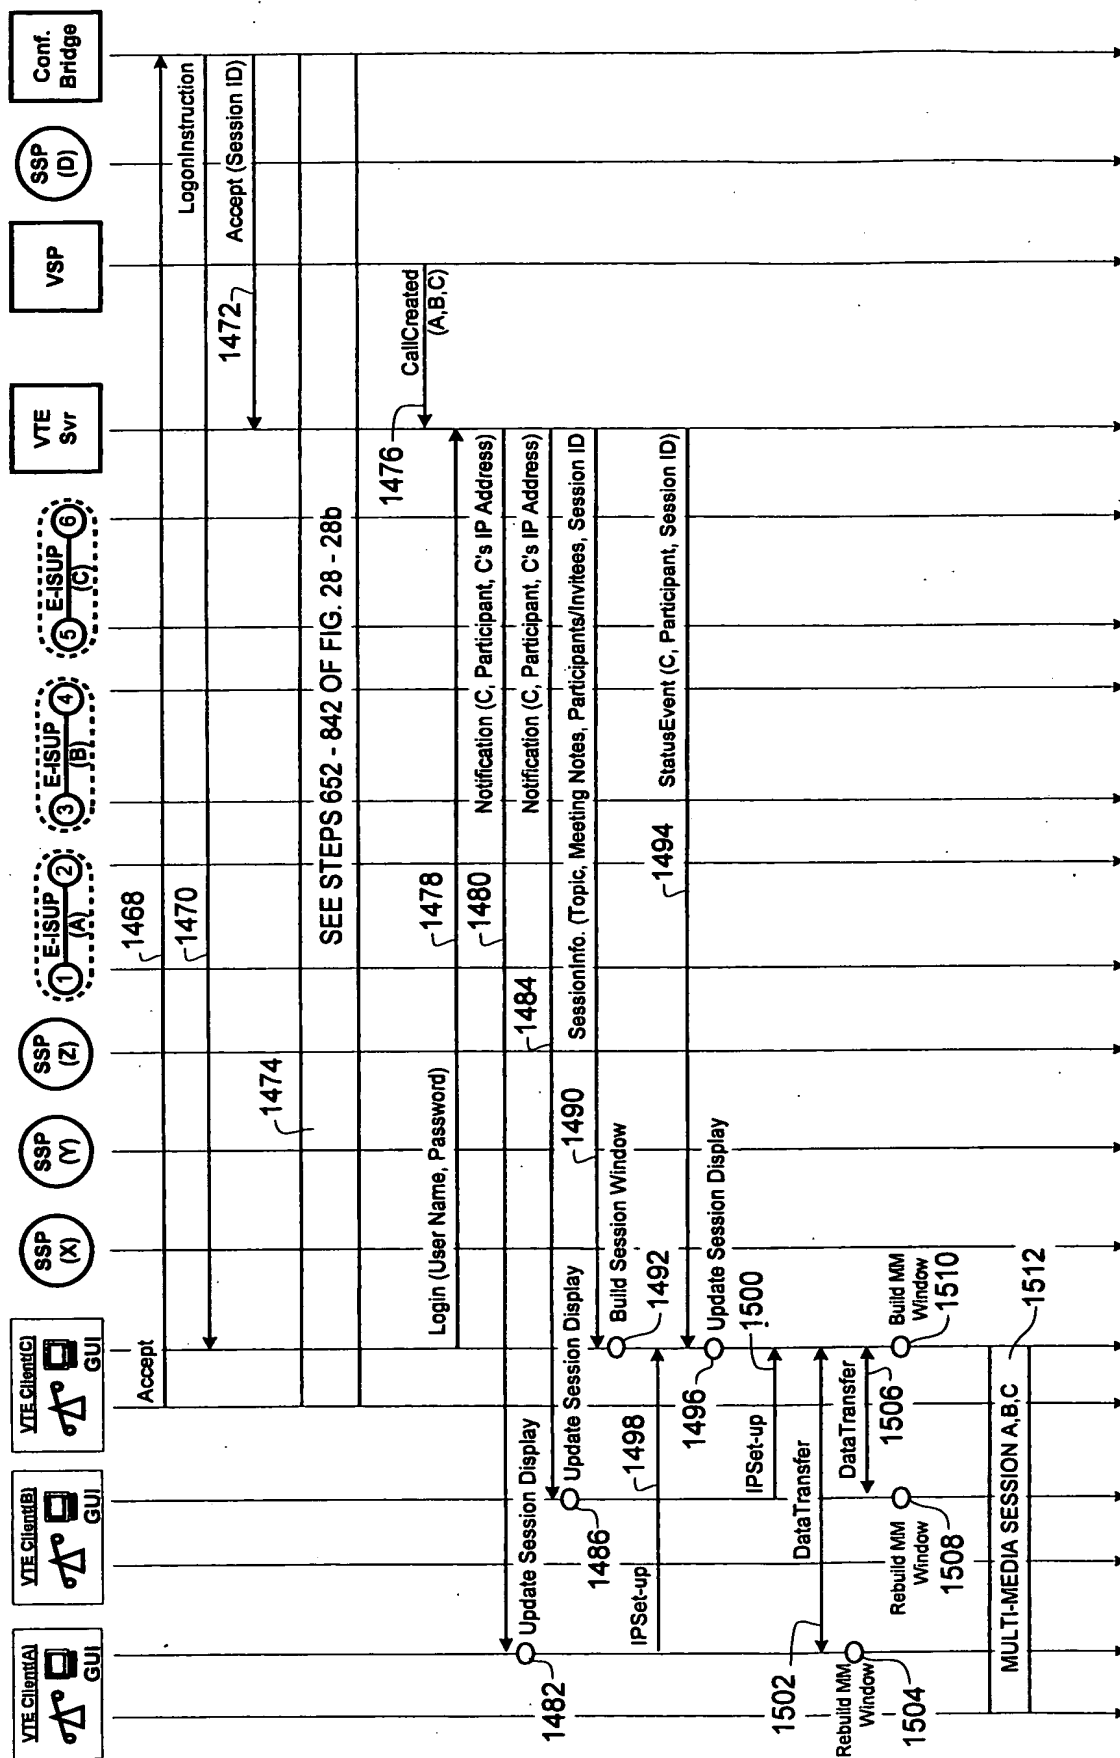 VTE Client(A)
GUI
VTE Client(B)
GUI
VTE Client(C)
GUI
SSP
(X)
SSP
(Y)
SSP
(Z)
1
E-ISUP
(A)
2
3
E-ISUP
(B)
4
5
E-ISUP
(C)
6
VTE
Svr
VSP
SSP
(D)
Conf.
Bridge
Accept
1468
LogonInstruction
1470
Accept (Session ID)
1472
1474
SEE STEPS 652 - 842 OF FIG. 28 - 28b
CallCreated
(A,B,C)
1476
Login (User Name, Password)
1478
Notification (C, Participant, C's IP Address)
1480
Update Session Display
1482
Notification (C, Participant, C's IP Address)
1484
Update Session Display
1486
SessionInfo. (Topic, Meeting Notes, Participants/Invitees, Session ID
1490
Build Session Window
1492
StatusEvent (C, Participant, Session ID)
1494
Update Session Display
1496
IPSet-up
1498
IPSet-up
1500
DataTransfer
1502
Rebuild MM
Window
1504
DataTransfer
1506
Rebuild MM
Window
1508
Build MM
Window
1510
MULTI-MEDIA SESSION A,B,C
1512